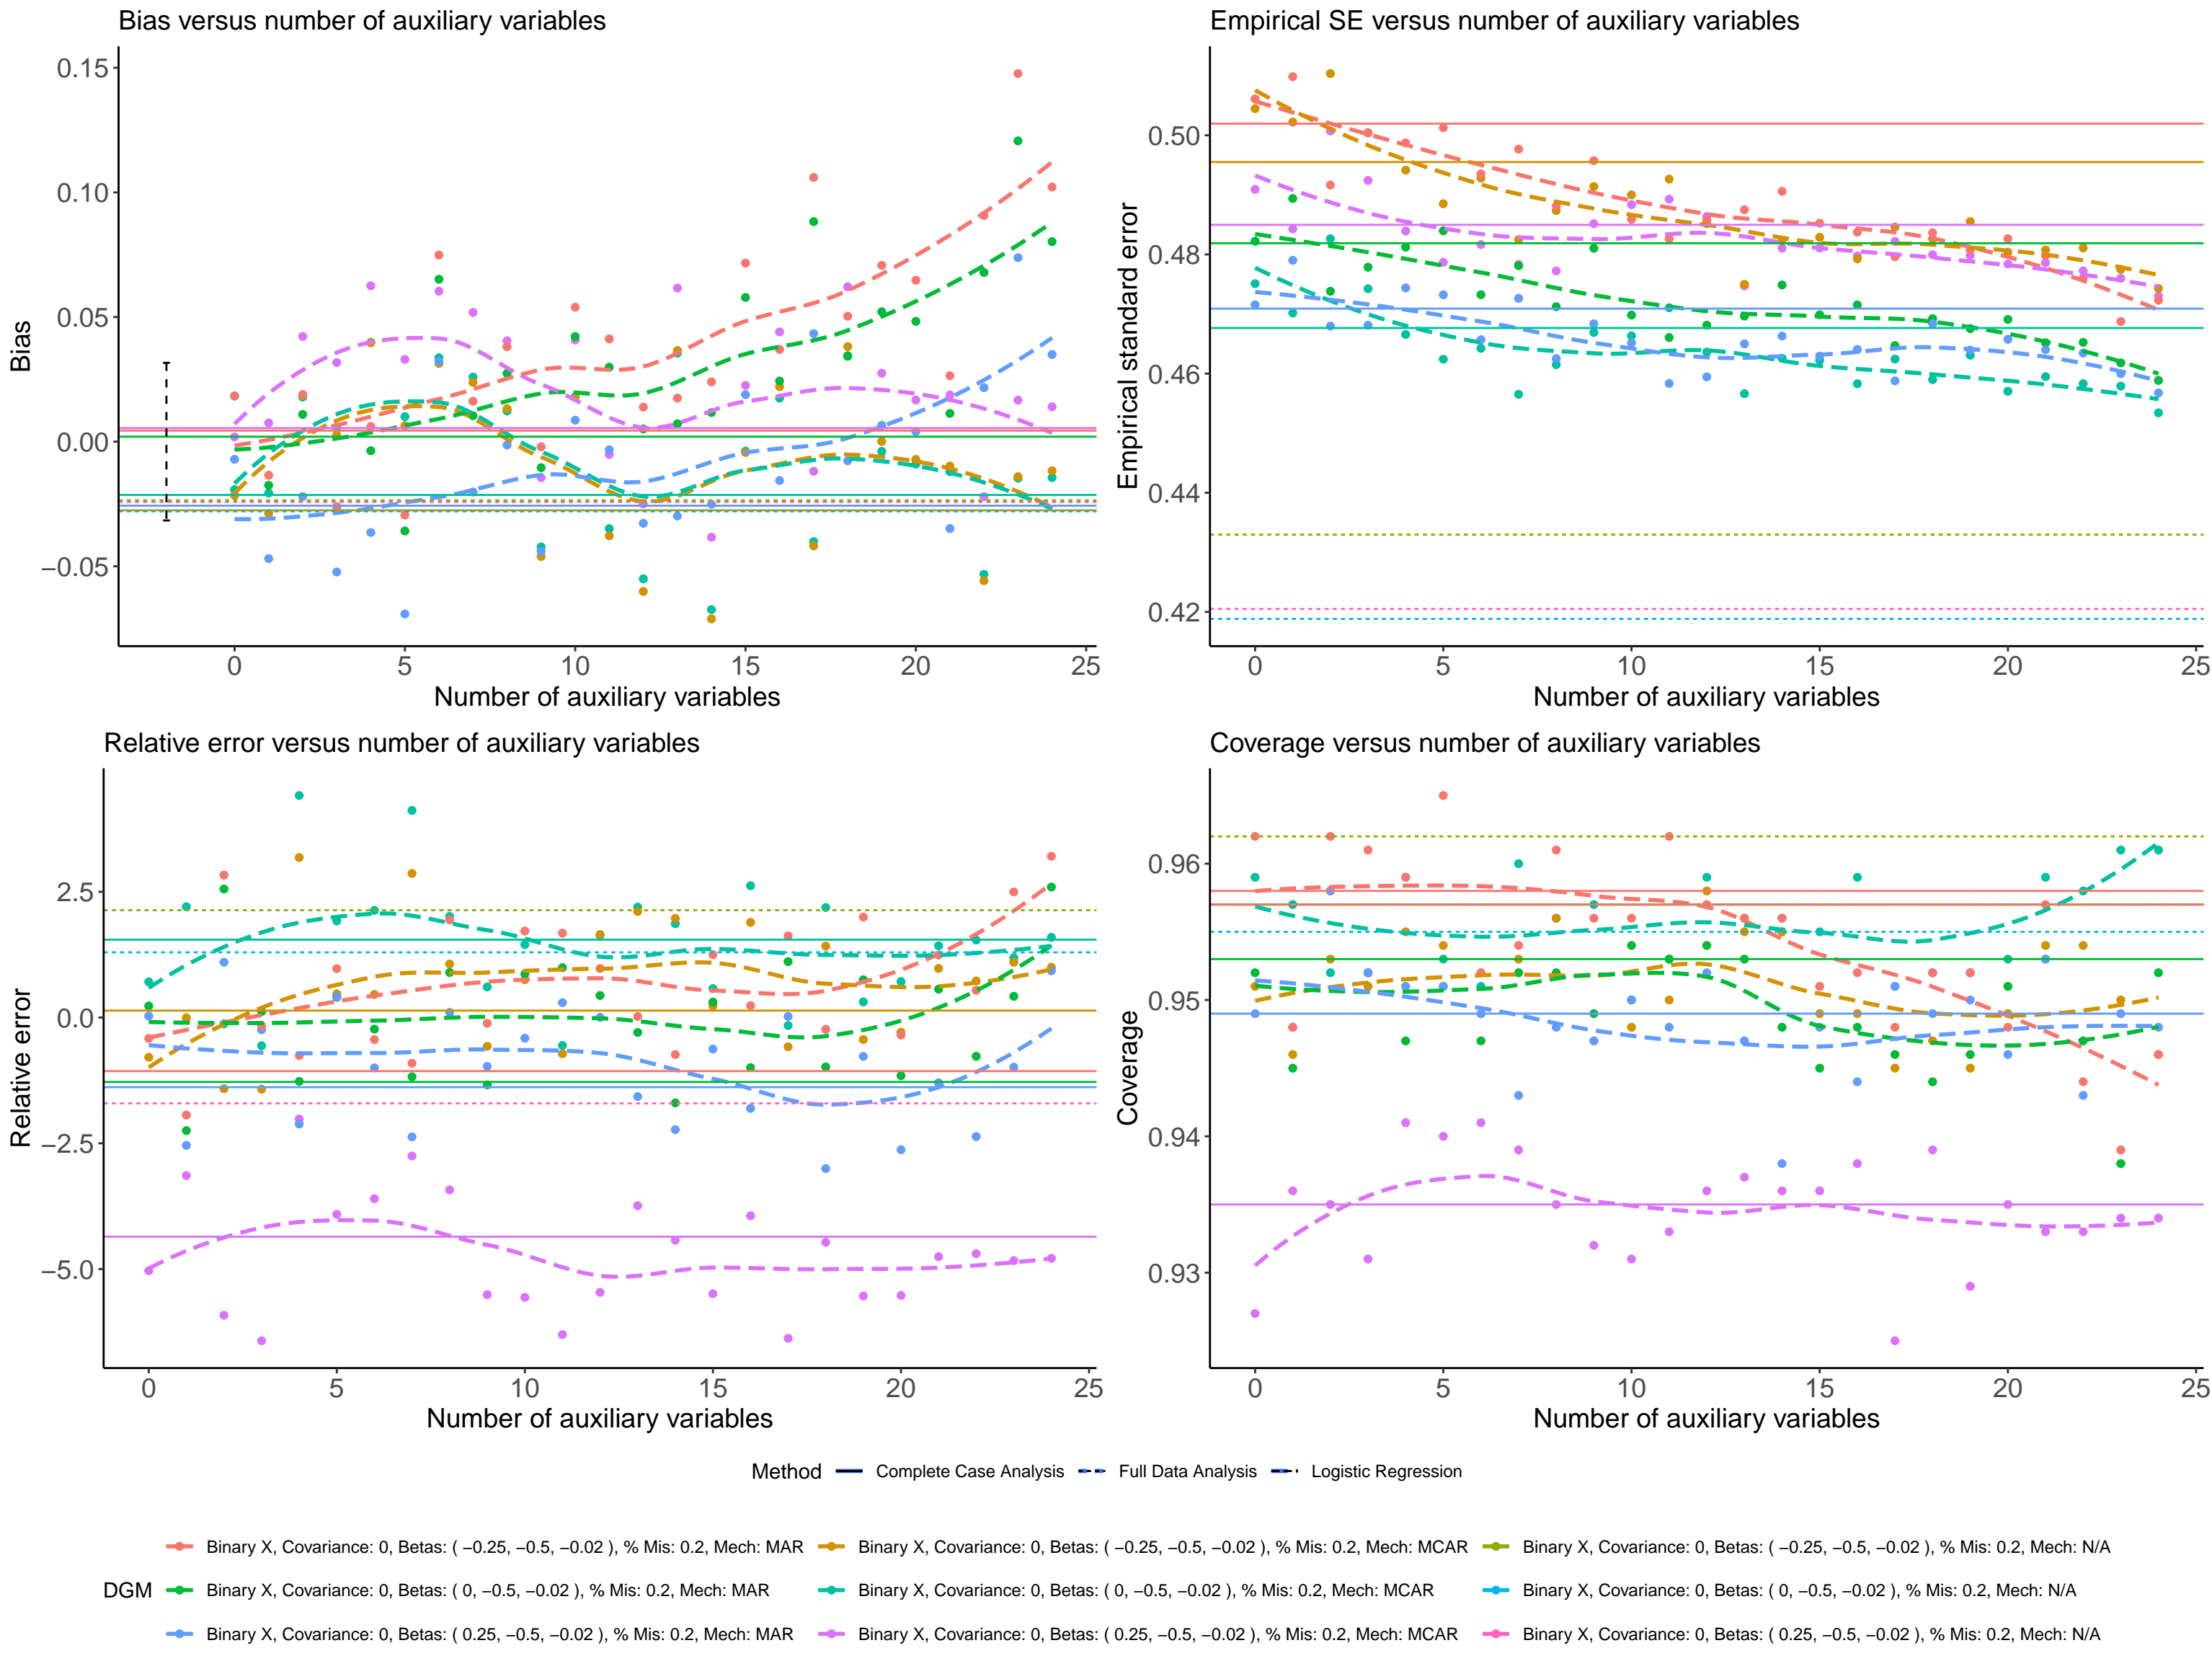 Bias versus number of auxiliary variables
Bias
0.15
0.10
0.05
0.00
−0.05
0 5 10 15 20 25
Number of auxiliary variables
Empirical SE versus number of auxiliary variables
Empirical standard error
0.50
0.48
0.46
0.44
0.42
0 5 10 15 20 25
Number of auxiliary variables
Relative error versus number of auxiliary variables
Relative error
2.5
0.0
−2.5
−5.0
0 5 10 15 20 25
Number of auxiliary variables
Coverage versus number of auxiliary variables
Coverage
0.96
0.95
0.94
0.93
0 5 10 15 20 25
Number of auxiliary variables
Method Complete Case Analysis Full Data Analysis Logistic Regression
DGM
Binary X, Covariance: 0, Betas: ( −0.25, −0.5, −0.02 ), % Mis: 0.2, Mech: MAR
Binary X, Covariance: 0, Betas: ( −0.25, −0.5, −0.02 ), % Mis: 0.2, Mech: MCAR
Binary X, Covariance: 0, Betas: ( −0.25, −0.5, −0.02 ), % Mis: 0.2, Mech: N/A
Binary X, Covariance: 0, Betas: ( 0, −0.5, −0.02 ), % Mis: 0.2, Mech: MAR
Binary X, Covariance: 0, Betas: ( 0, −0.5, −0.02 ), % Mis: 0.2, Mech: MCAR
Binary X, Covariance: 0, Betas: ( 0, −0.5, −0.02 ), % Mis: 0.2, Mech: N/A
Binary X, Covariance: 0, Betas: ( 0.25, −0.5, −0.02 ), % Mis: 0.2, Mech: MAR
Binary X, Covariance: 0, Betas: ( 0.25, −0.5, −0.02 ), % Mis: 0.2, Mech: MCAR
Binary X, Covariance: 0, Betas: ( 0.25, −0.5, −0.02 ), % Mis: 0.2, Mech: N/A